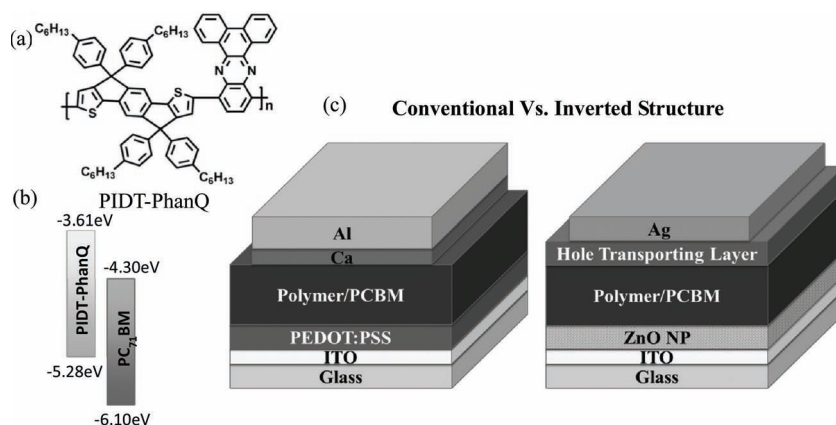 (a)
C6H13
C6H13
N
N
S
S
n
C6H13
C6H13
PIDT-PhanQ
(b)
-3.61eV
PIDT-PhanQ
-5.28eV
-4.30eV
PC71BM
-6.10eV
(c)
Conventional Vs. Inverted Structure
Al
Ca
Polymer/PCBM
PEDOT:PSS
ITO
Glass
Ag
Hole Transporting Layer
Polymer/PCBM
ZnO NP
ITO
Glass